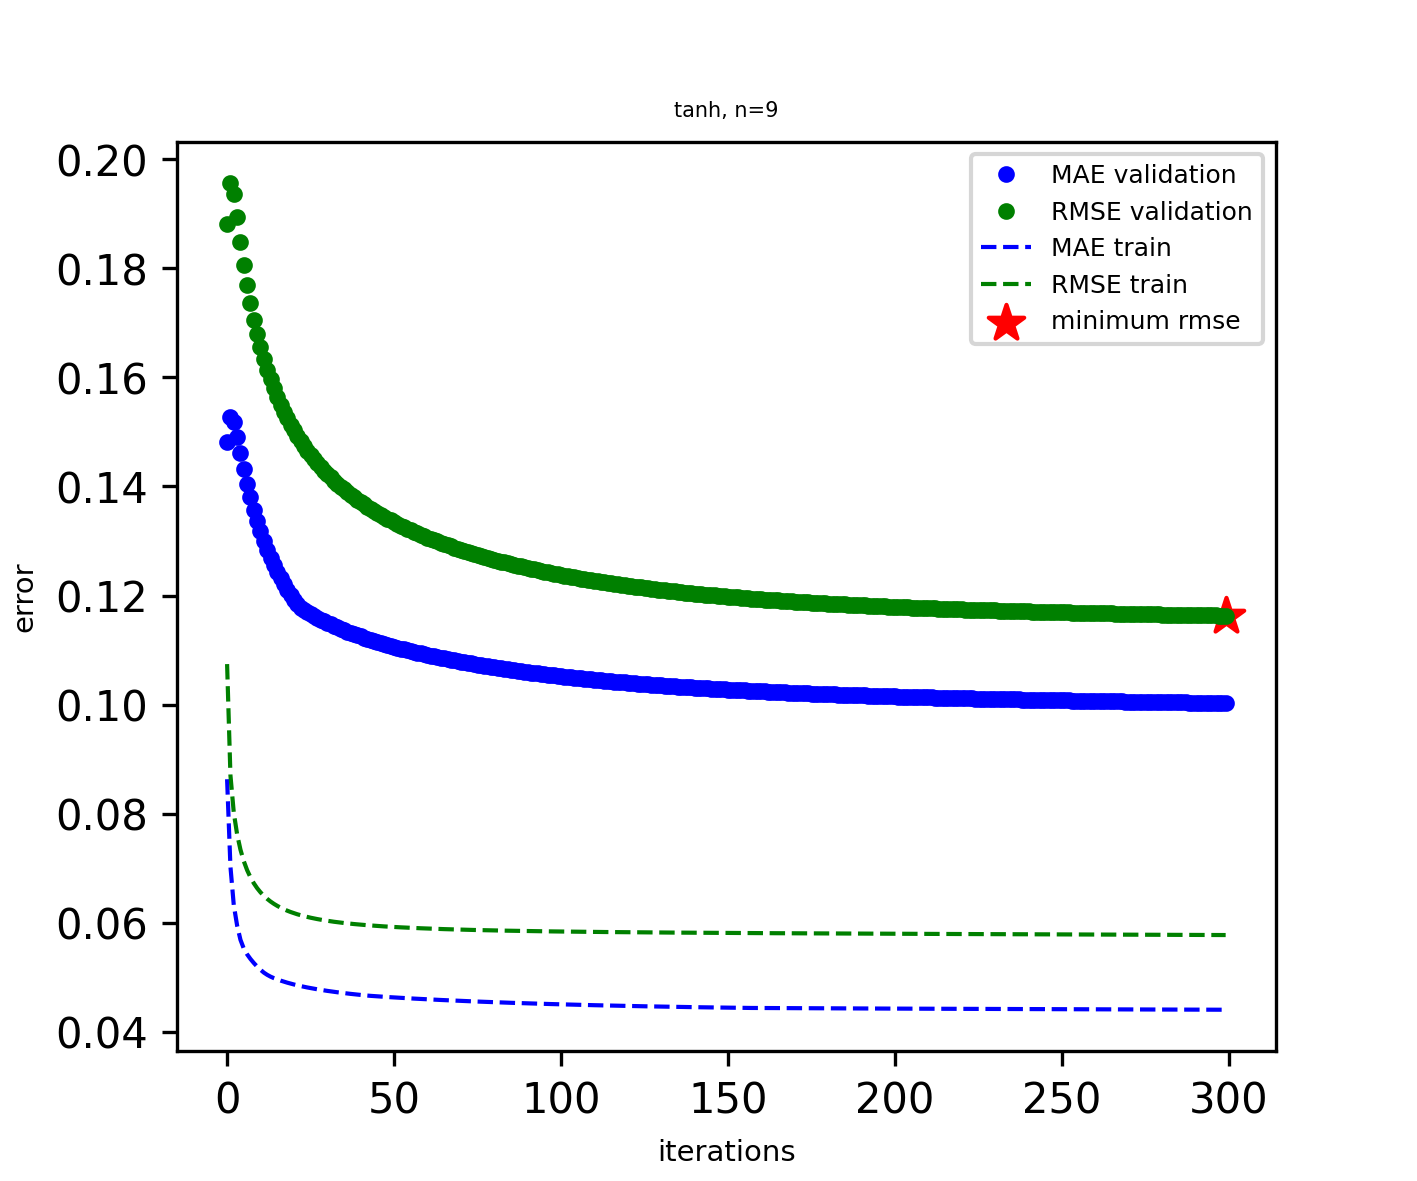 tanh, n=9
0.20
0.18
0.16
0.14
0.12
0.10
0.08
0.06
0.04
error
MAE validation
RMSE validation
MAE train
RMSE train
minimum rmse
0 50 100 150 200 250 300
iterations